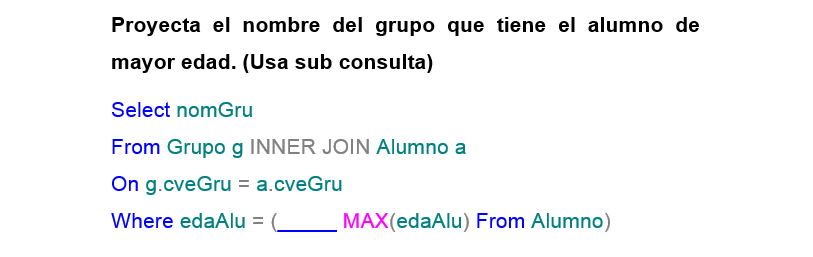 Proyecta el nombre del grupo que tiene el alumno de
mayor edad. (Usa sub consulta)
Select nomGru
From Grupo g INNER JOIN Alumno a
On g.cveGru = a.cveGru
Where edaAlu = (_____ MAX(edaAlu) From Alumno)